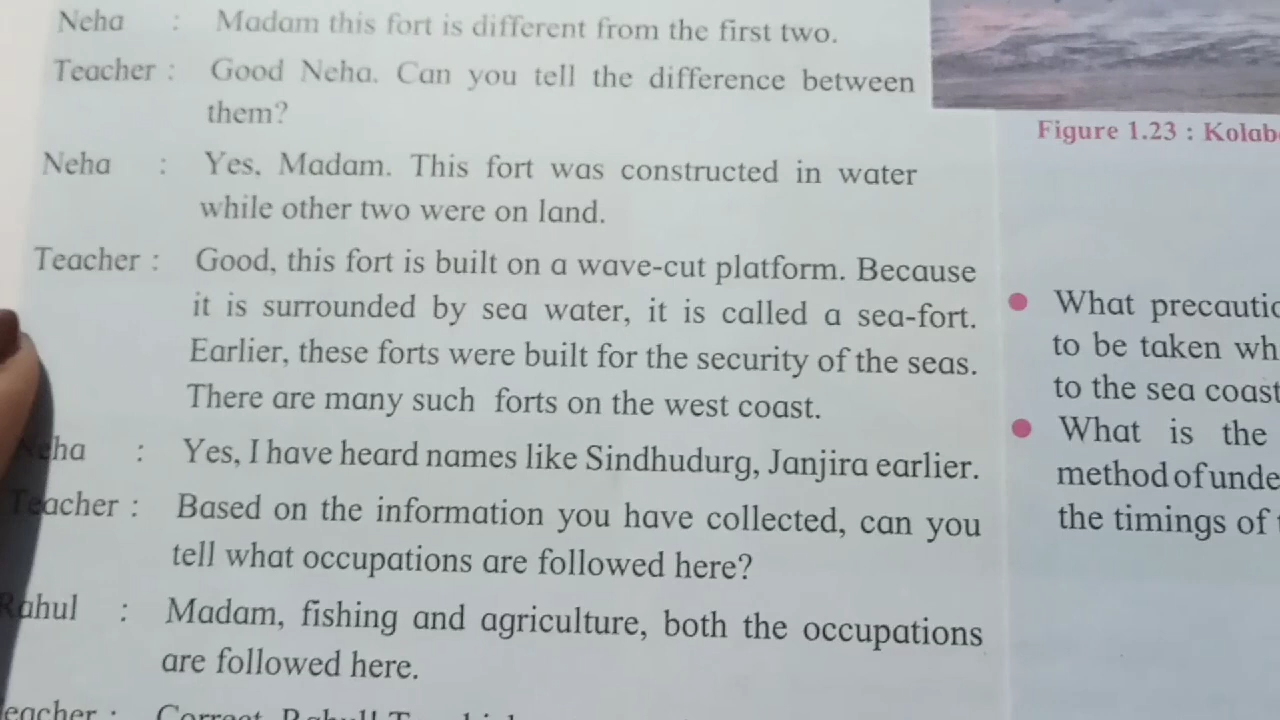 Neha : Madam this fort is different from the first two.
Teacher : Good Neha. Can you tell the difference between
them?
Neha : Yes, Madam. This fort was constructed in water
while other two were on land.
Teacher : Good, this fort is built on a wave-cut platform. Because
it is surrounded by sea water, it is called a sea-fort.
Earlier, these forts were built for the security of the seas.
There are many such forts on the west coast.
Neha : Yes, I have heard names like Sindhudurg, Janjira earlier.
Teacher : Based on the information you have collected, can you
tell what occupations are followed here?
Rahul : Madam, fishing and agriculture, both the occupations
are followed here.
Teacher : Correct, Rahul!
Figure 1.23 : Kolab
● What precautio
to be taken wh
to the sea coast
● What is the
method of unde
the timings of